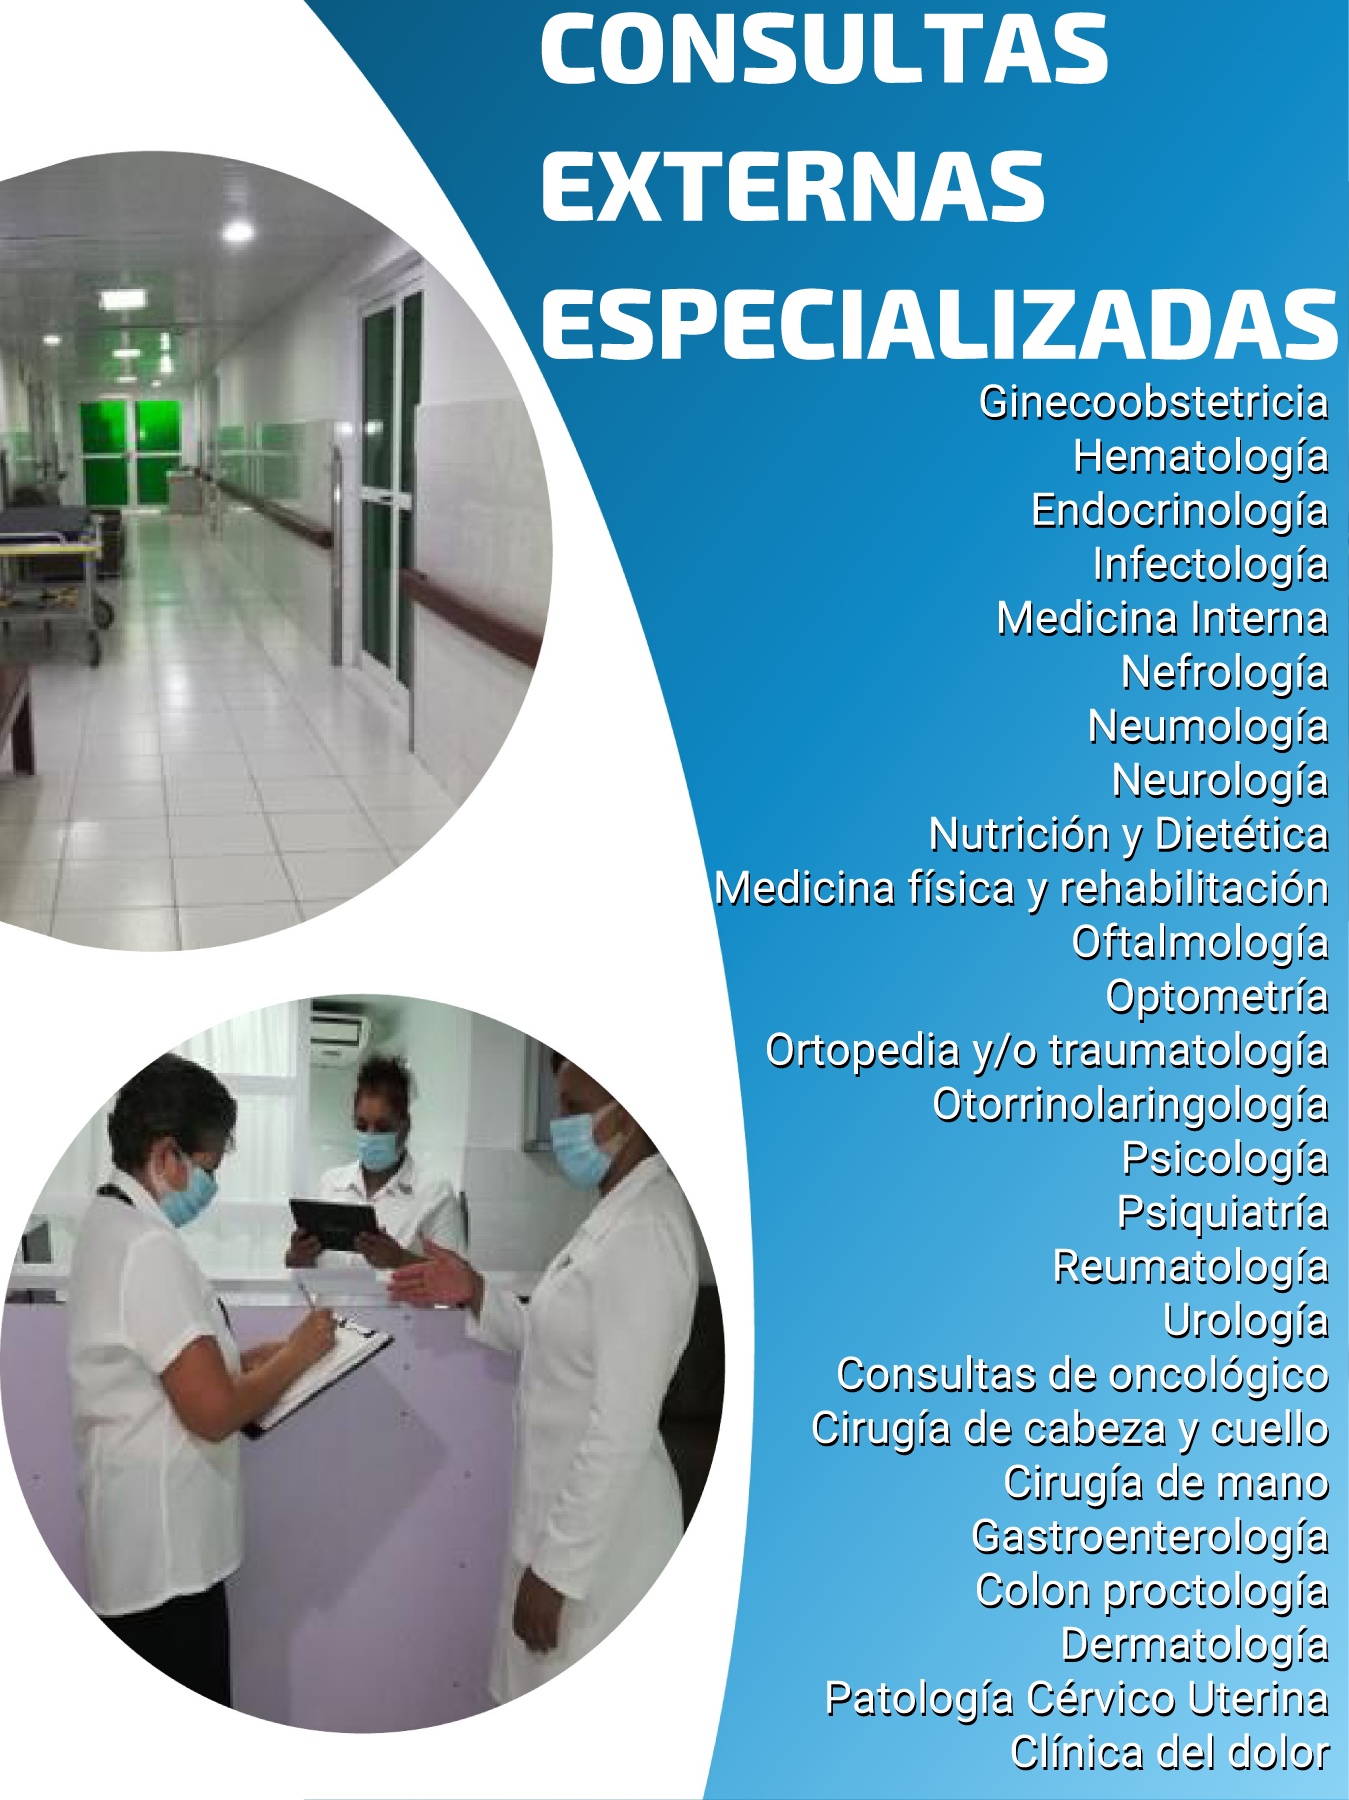 CONSULTAS
EXTERNAS
ESPECIALIZADAS
Ginecoobstetricia
Hematología
Endocrinología
Infectología
Medicina Interna
Nefrología
Neumología
Neurología
Nutrición y Dietética
Medicina física y rehabilitación
Oftalmología
Optometría
Ortopedia y/o traumatología
Otorrinolaringología
Psicología
Psiquiatría
Reumatología
Urología
Consultas de oncológico
Cirugía de cabeza y cuello
Cirugía de mano
Gastroenterología
Colon proctología
Dermatología
Patología Cérvico Uterina
Clínica del dolor